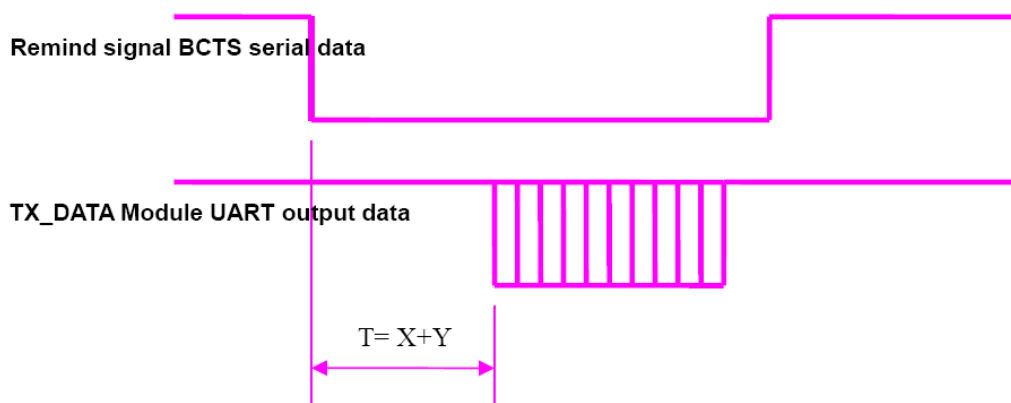 Remind signal BCTS serial data
TX_DATA Module UART output data
T= X+Y